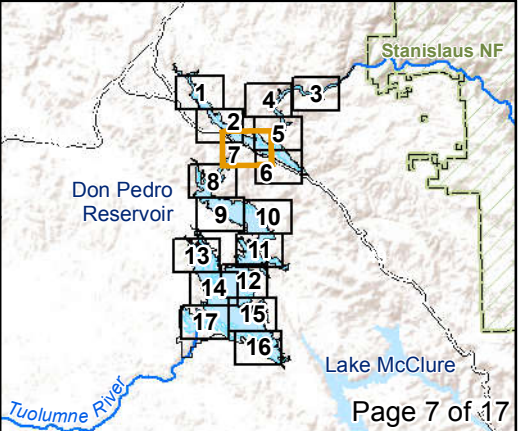 Stanislaus NF
1
4
3
2
5
7
6
8
Don Pedro
Reservoir
9
10
13
11
14
12
17
15
16
Lake McClure
Tuolumne River
Page 7 of 17